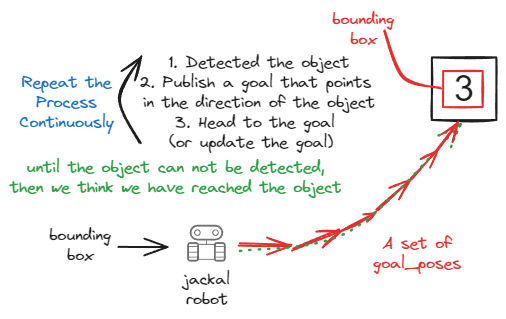 bounding
box
1. Detected the object
2. Publish a goal that points
in the direction of the object
3. Head to the goal
(or update the goal)
Repeat the
Process
Continuously
3
until the object can not be detected,
then we think we have reached the object
bounding
box
jackal
robot
A set of
goal_poses